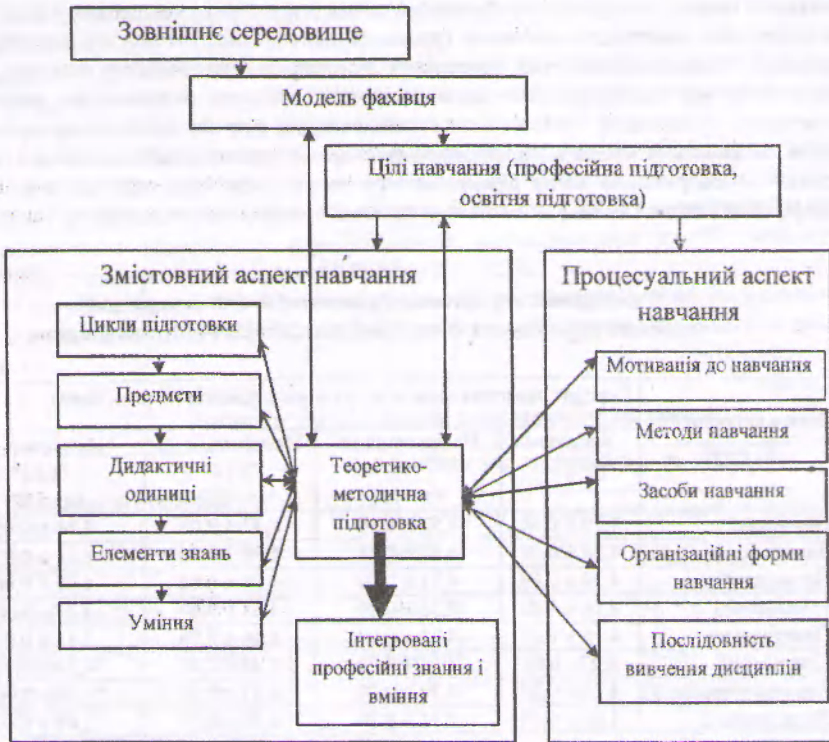 Зовнішнє середовище
Модель фахівця
Цілі навчання (професійна підготовка,
освітня підготовка)
Змістовний аспект навчання
Цикли підготовки
Предмети
Дидактичні
одиниці
Елементи знань
Уміння
Теоретико-
методична
підготовка
Інтегровані
професійні знання і
вміння
Процесуальний аспект
навчання
Мотивація до навчання
Методи навчання
Засоби навчання
Організаційні форми
навчання
Послідовність
вивчення дисциплін